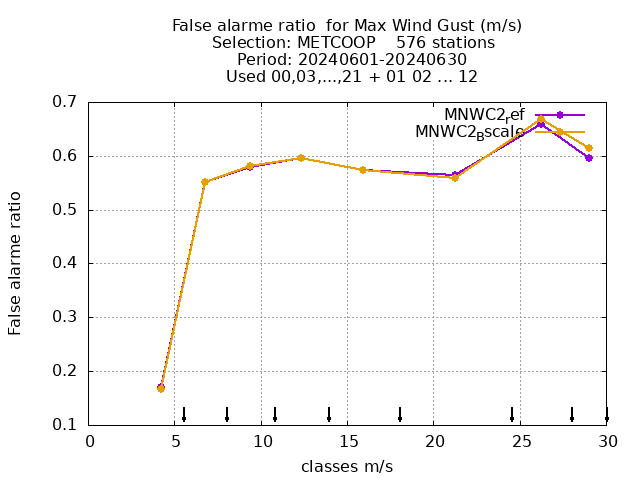 False alarme ratio  for Max Wind Gust (m/s)
Selection: METCOOP    576 stations
Period: 20240601-20240630
Used 00,03,...,21 + 01 02 ... 12
MNWC2_ref
MNWC2_Bscale
0.7
0.6
0.5
0.4
0.3
0.2
0.1
False alarme ratio
0 5 10 15 20 25 30
classes m/s